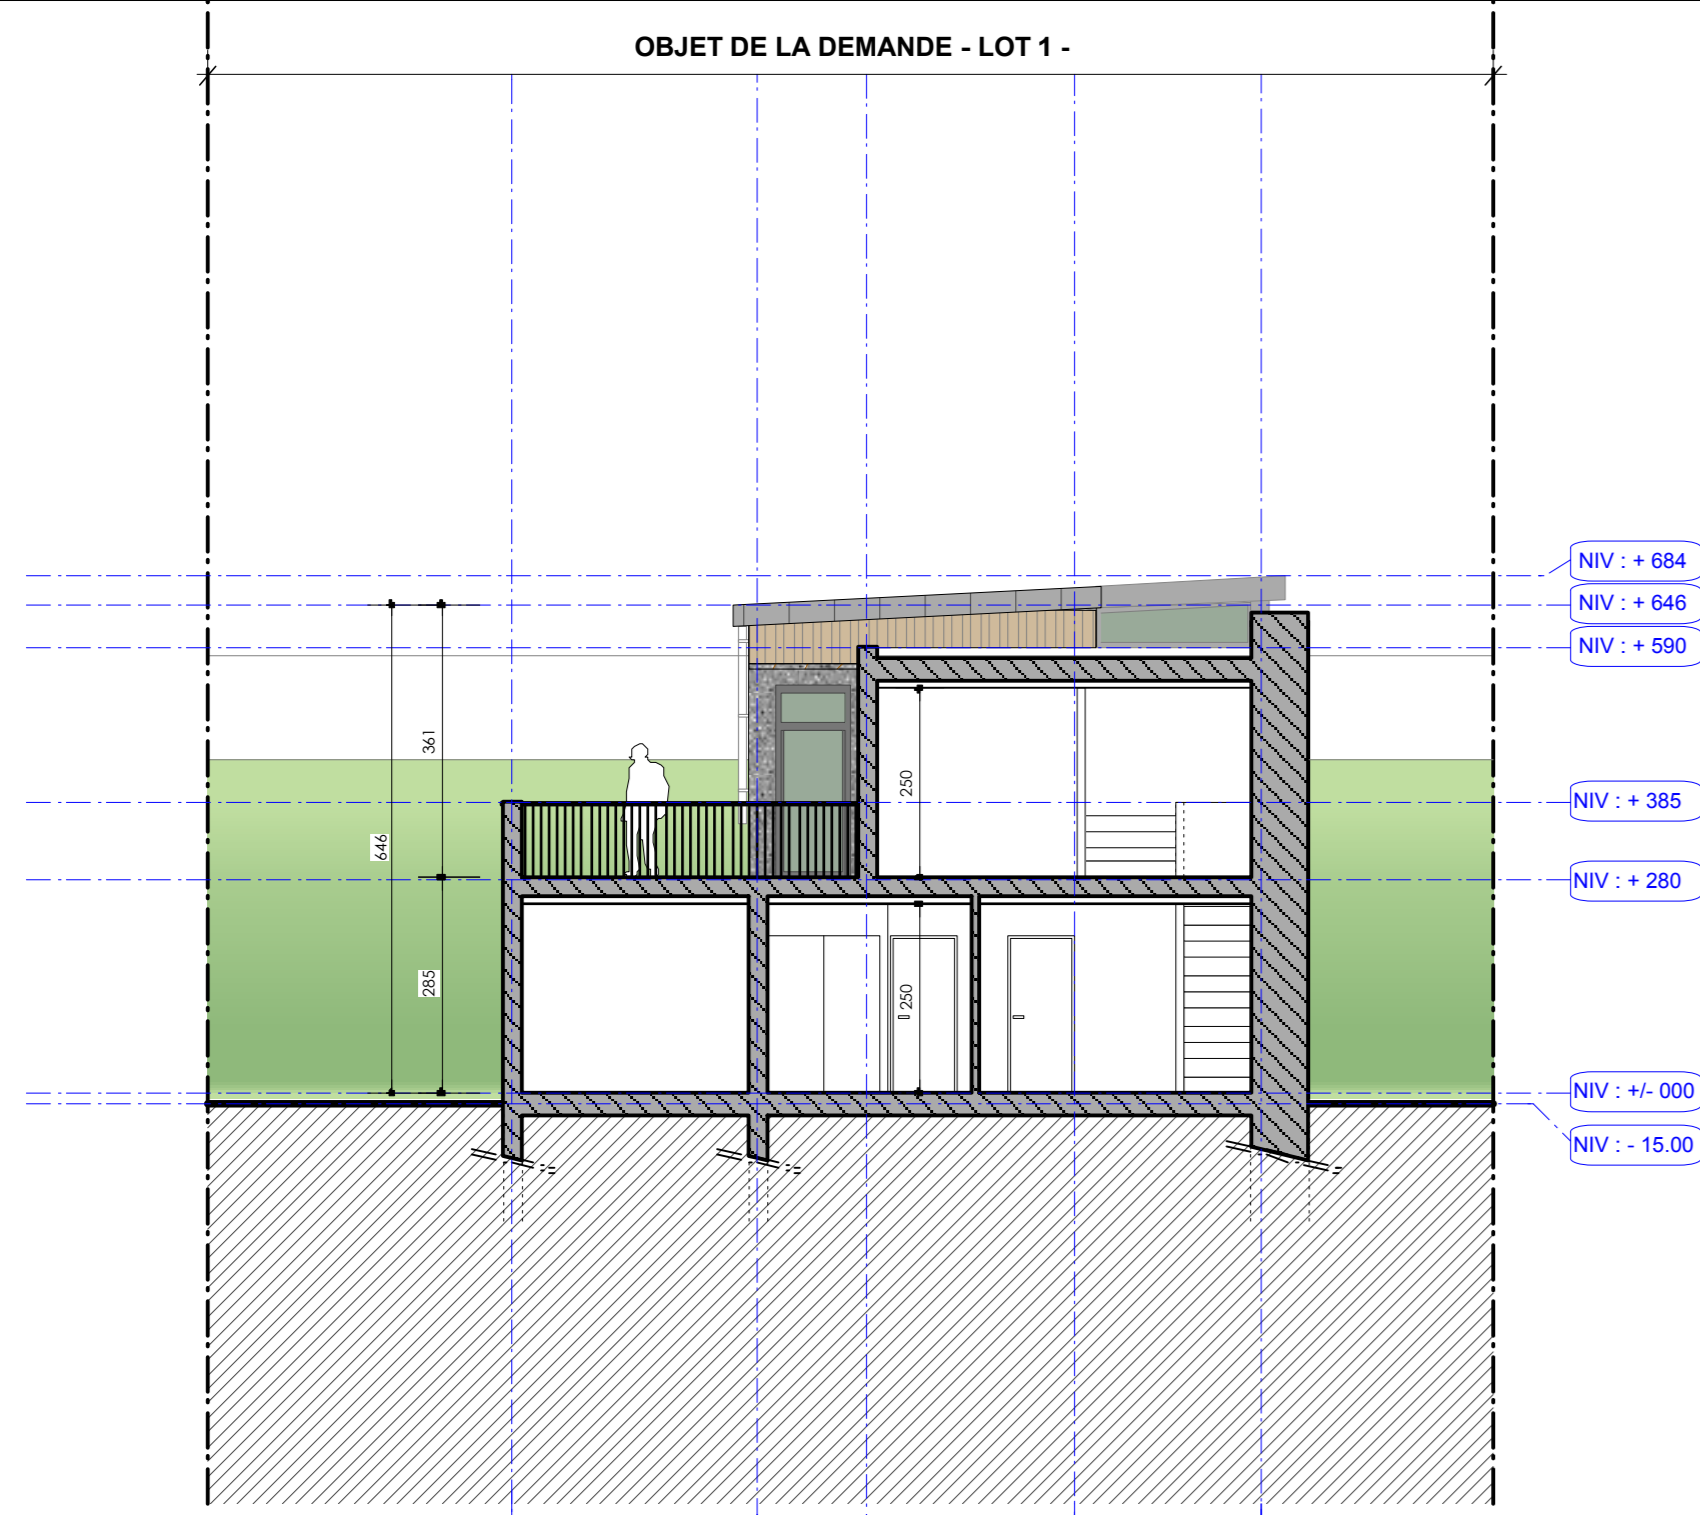 OBJET DE LA DEMANDE - LOT 1 -
NIV : + 684
NIV : + 646
NIV : + 590
361
250
NIV : + 385
646
NIV : + 280
285
250
NIV : +/- 000
NIV : - 15.00